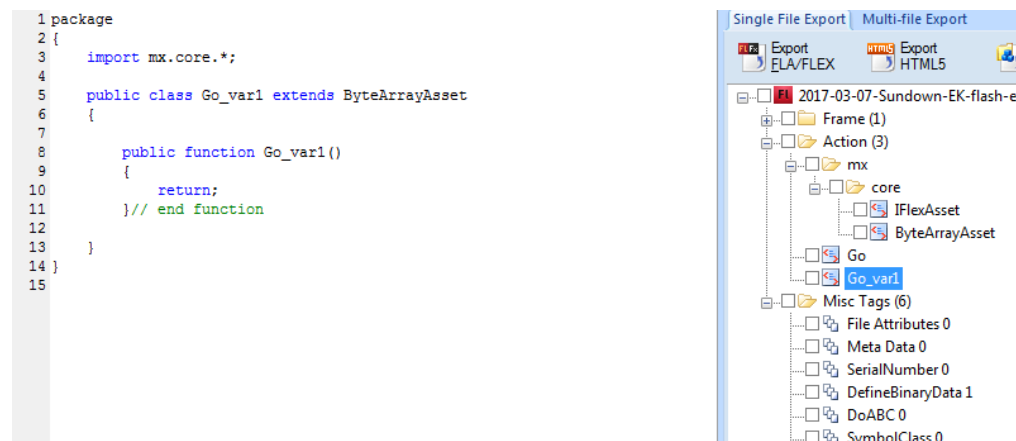 1 package
2 {
3 import mx.core.*;
4
5 public class Go_var1 extends ByteArrayAsset
6 {
7
8 public function Go_var1()
9 {
10 return;
11 }// end function
12
13 }
14 }
15
Single File Export Multi-file Export
Export
FLA/FLEX
HTML5 Export
HTML5
FL 2017-03-07-Sundown-EK-flash-e
Frame (1)
Action (3)
mx
core
IFlexAsset
ByteArrayAsset
Go
Go_var1
Misc Tags (6)
File Attributes 0
Meta Data 0
SerialNumber 0
DefineBinaryData 1
DoABC 0
SymbolClass 0